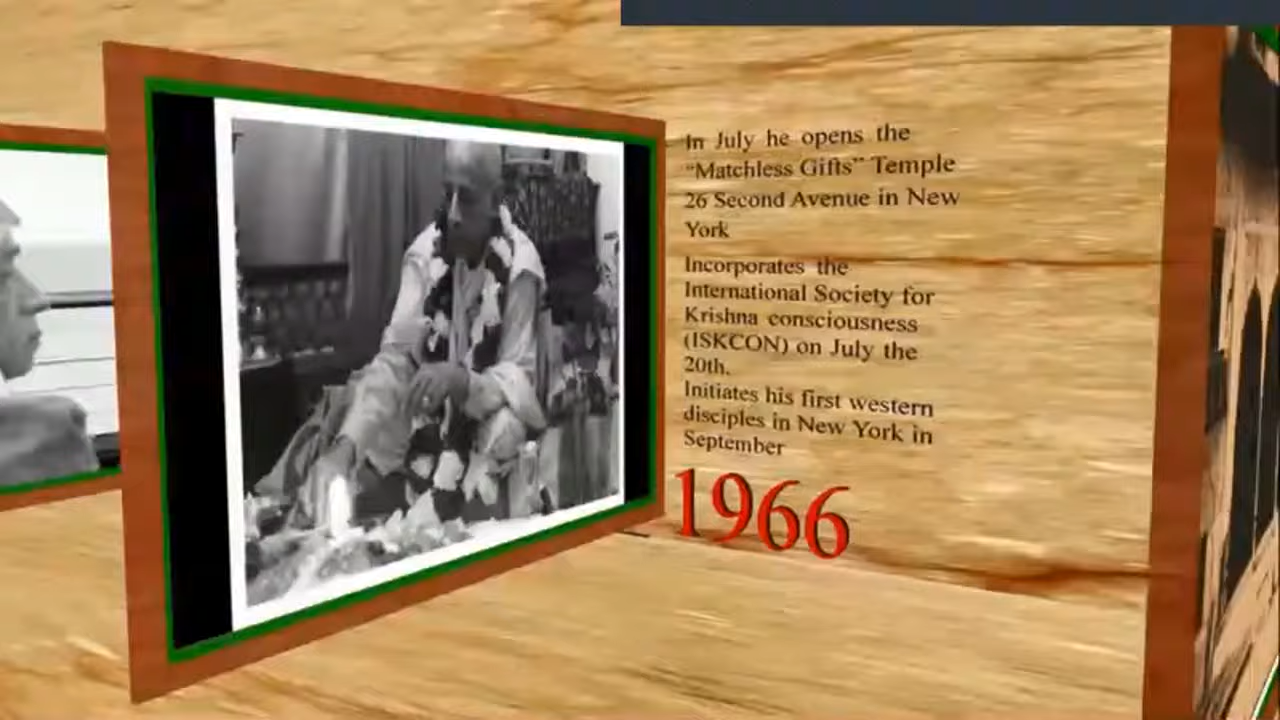 In July he opens the
“Matchless Gifts” Temple
26 Second Avenue in New
York
Incorporates the
International Society for
Krishna consciousness
(ISKCON) on July the
20th.
Initiates his first western
disciples in New York in
September
1966